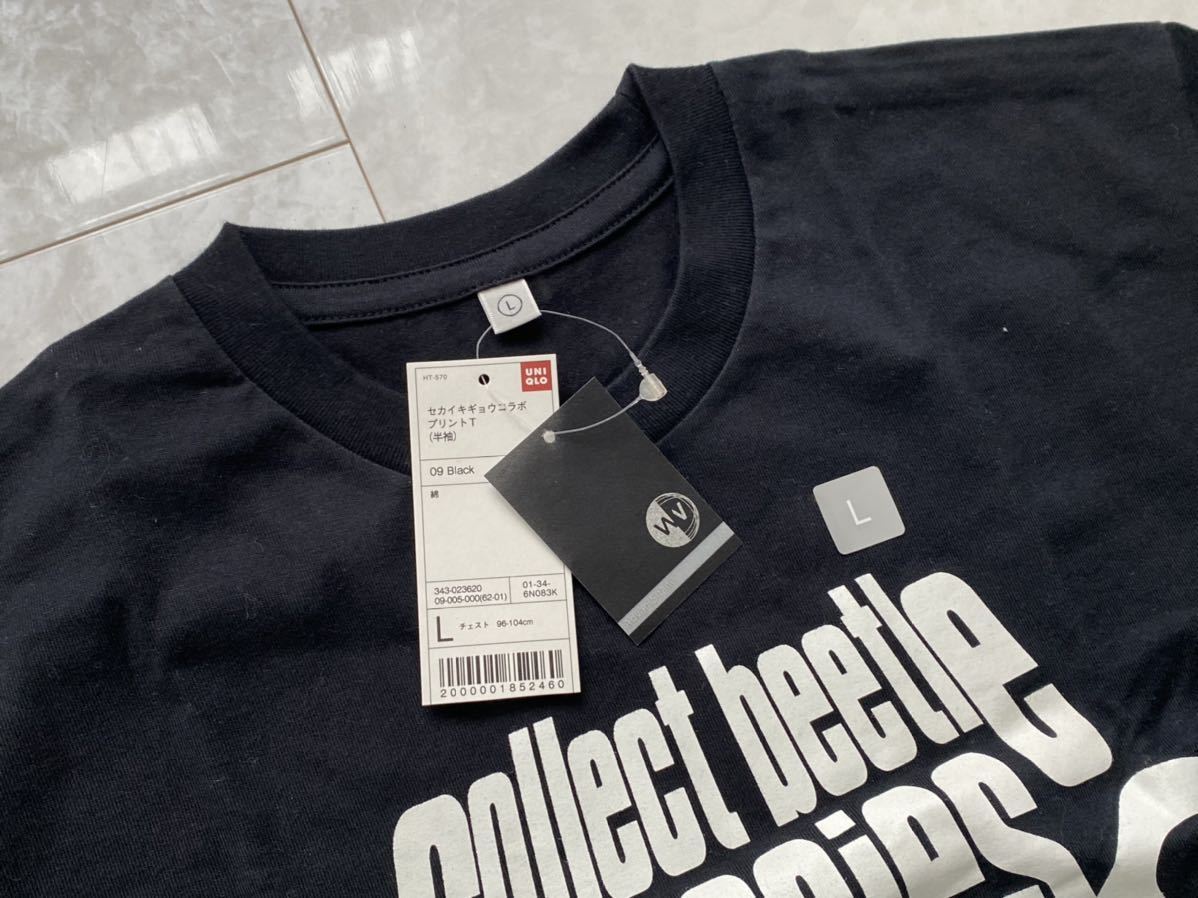 L
HT-570
UNI
QLO
セカイキギョウコラボ
プリントT
(半袖)
09 Black
綿
343-023620
09-005-000(62-01)
01-34-
6N083K
L チェスト 96-104cm
2000001852460
L
collect beetle